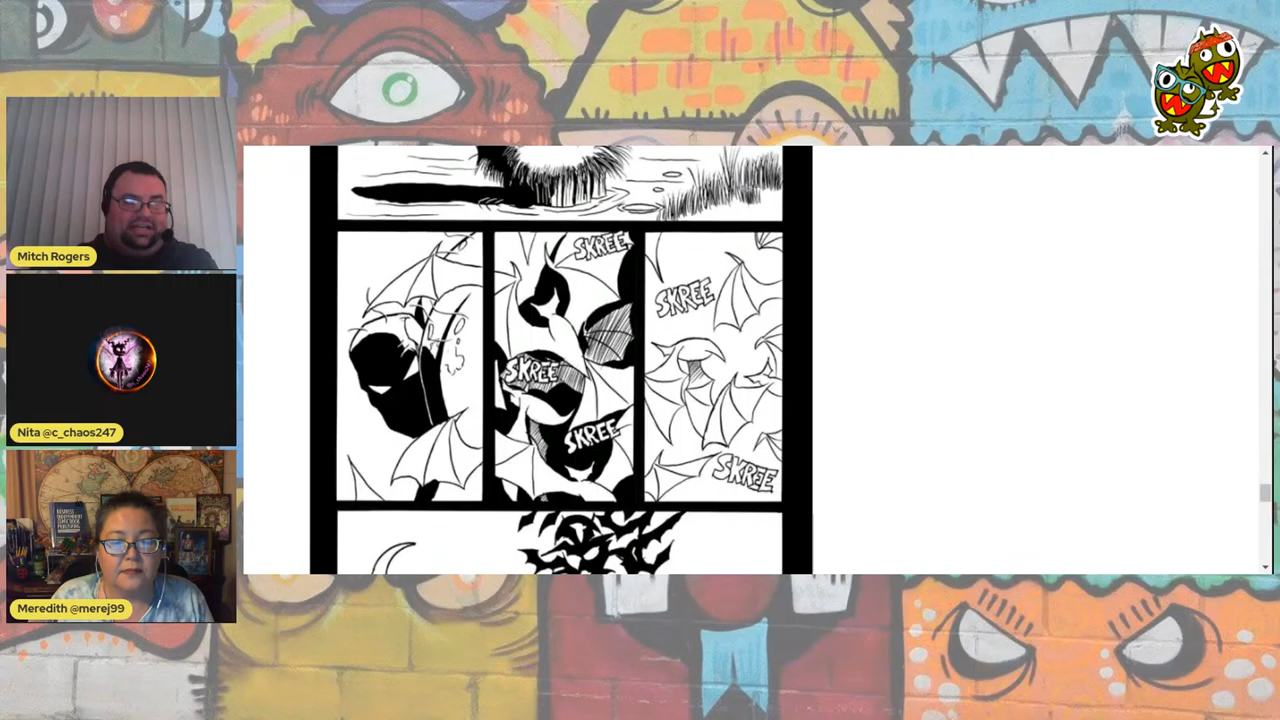 Mitch Rogers
Nita @c_chaos247
Meredith @merej99
SKREE
SKREE
SKREE
SKREE
SKREE